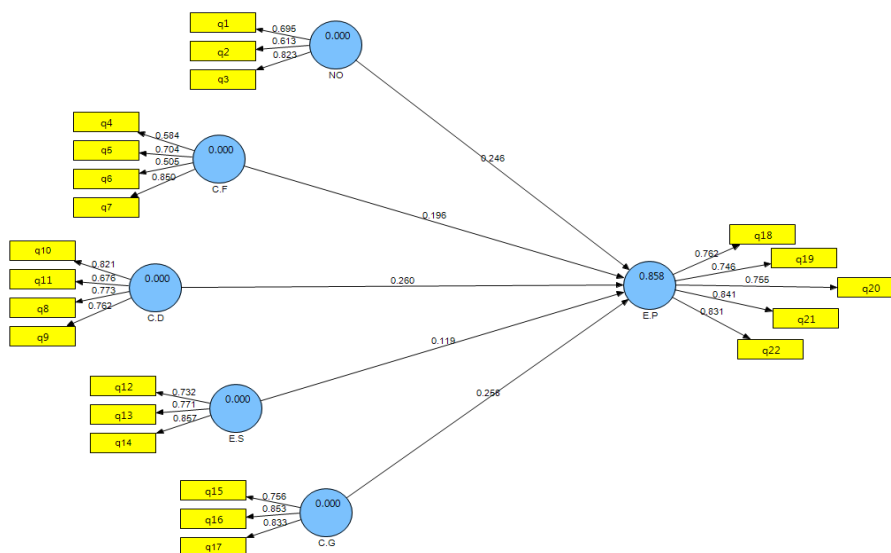 q1
0.695
0.000
q2
0.613
q3
0.823
NO
q4
0.584
q5
0.704
0.000
q6
0.505
q7
0.850
C.F
0.246
0.196
q10
0.821
q11
0.676
0.000
q8
0.773
q9
0.762
C.D
0.260
q12
0.732
0.000
q13
0.771
q14
0.857
E.S
0.119
q15
0.756
0.000
q16
0.853
q17
0.833
C.G
0.256
0.858
E.P
0.762
q18
0.746
q19
0.755
q20
0.841
q21
0.831
q22